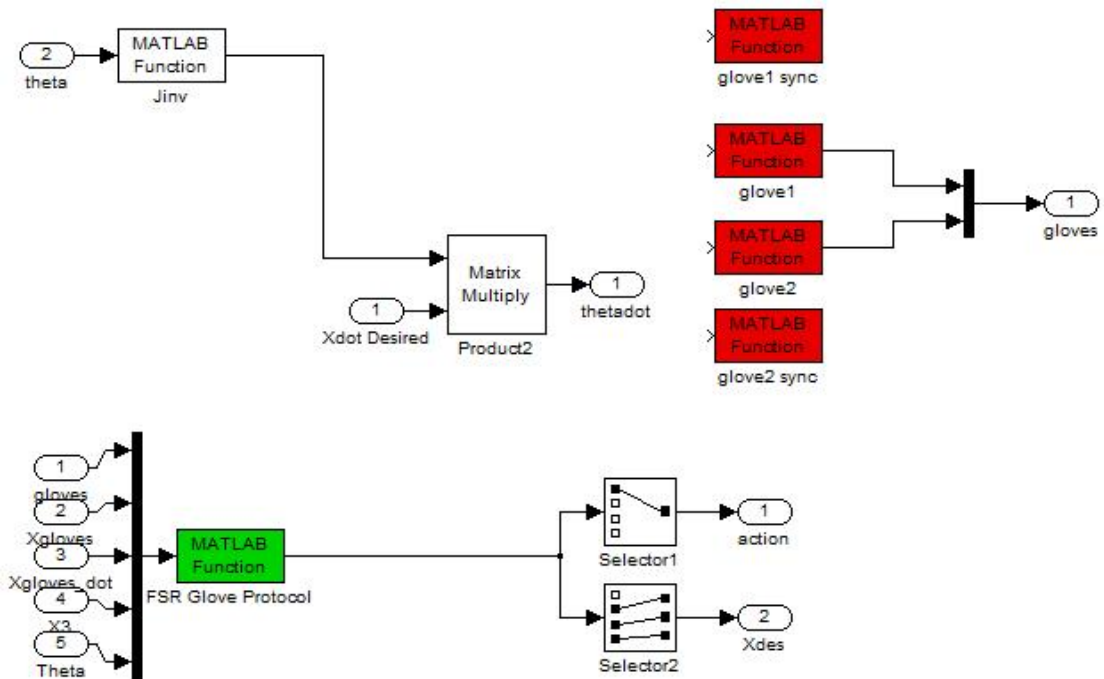 2
theta
MATLAB
Function
Jinv
1
Xdot Desired
Matrix
Multiply
Product2
1
thetadot
MATLAB
Function
glove1 sync
MATLAB
Function
glove1
MATLAB
Function
glove2
MATLAB
Function
glove2 sync
1
gloves
1
gloves
2
Xgloves
3
Xgloves_dot
4
X3
5
Theta
MATLAB
Function
FSR Glove Protocol
Selector1
1
action
Selector2
2
Xdes